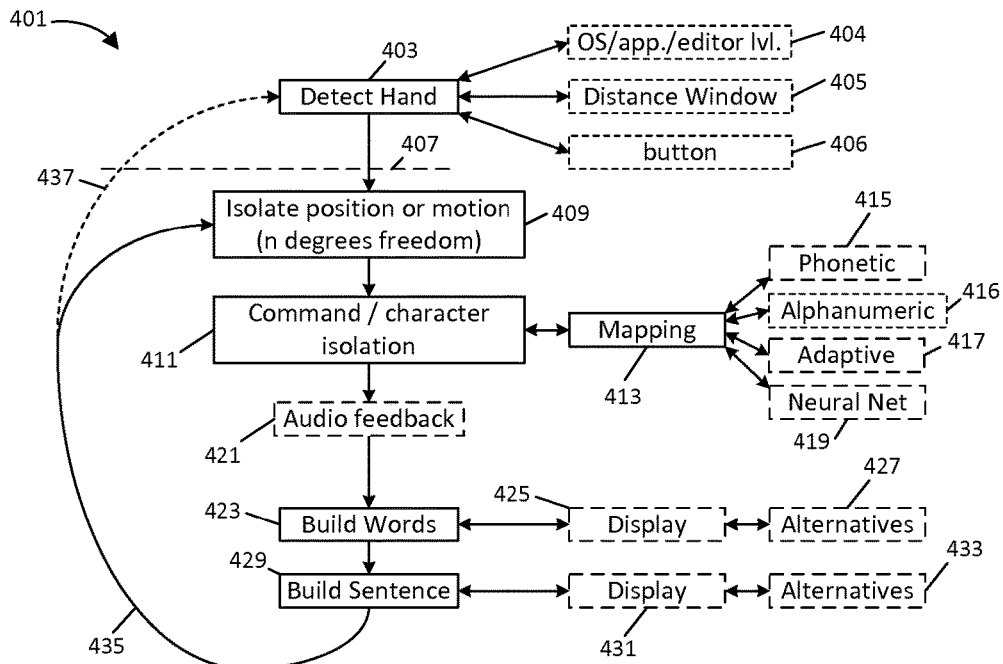 401
403
OS/app./editor lvl.
404
Detect Hand
Distance Window
405
button
406
407
437
Isolate position or motion
(n degrees freedom)
409
415
Phonetic
Command / character
isolation
411
Mapping
413
Alphanumeric
416
Adaptive
417
Neural Net
419
Audio feedback
421
423
Build Words
425
Display
427
Alternatives
429
Build Sentence
Display
431
Alternatives
433
435